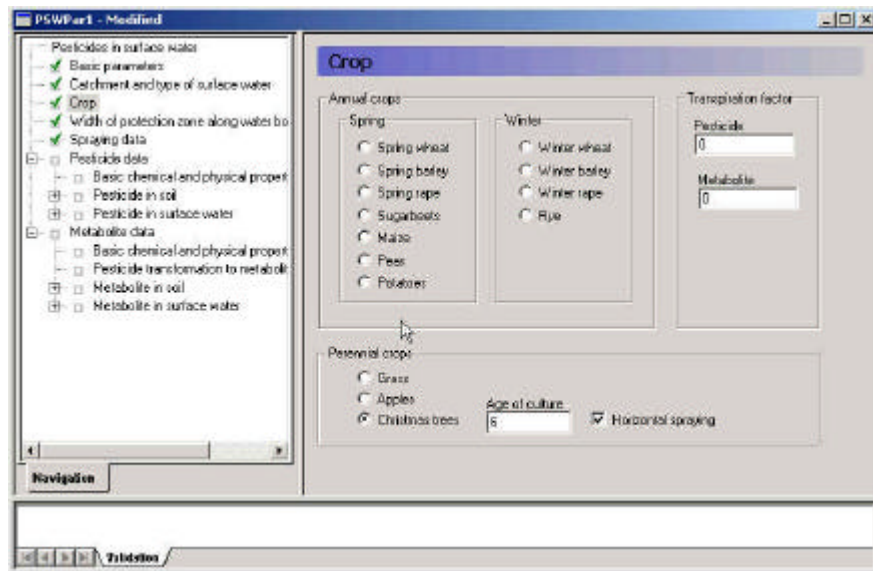 PSWPar1 - Modified
Pesticides in surface water
Basic parameters
Catchment and type of surface water
Crop
Width of protection zone along water bo
Spraying data
Pesticide data
Basic chemical and physical propert
Pesticide in soil
Pesticide in surface water
Metabolite data
Basic chemical and physical propert
Pesticide transformation to metabolit
Metabolite in soil
Metabolite in surface water
Navigation
Crop
Annual crops
Spring
Spring wheat
Spring barley
Spring rape
Sugarbeets
Maize
Peas
Potatoes
Winter
Winter wheat
Winter barley
Winter rape
Rye
Transpiration factor
Pesticide
0
Metabolite
0
Perennial crops
Grass
Apples
Christmas trees
Age of culture
6
Horizontal spraying
Validation